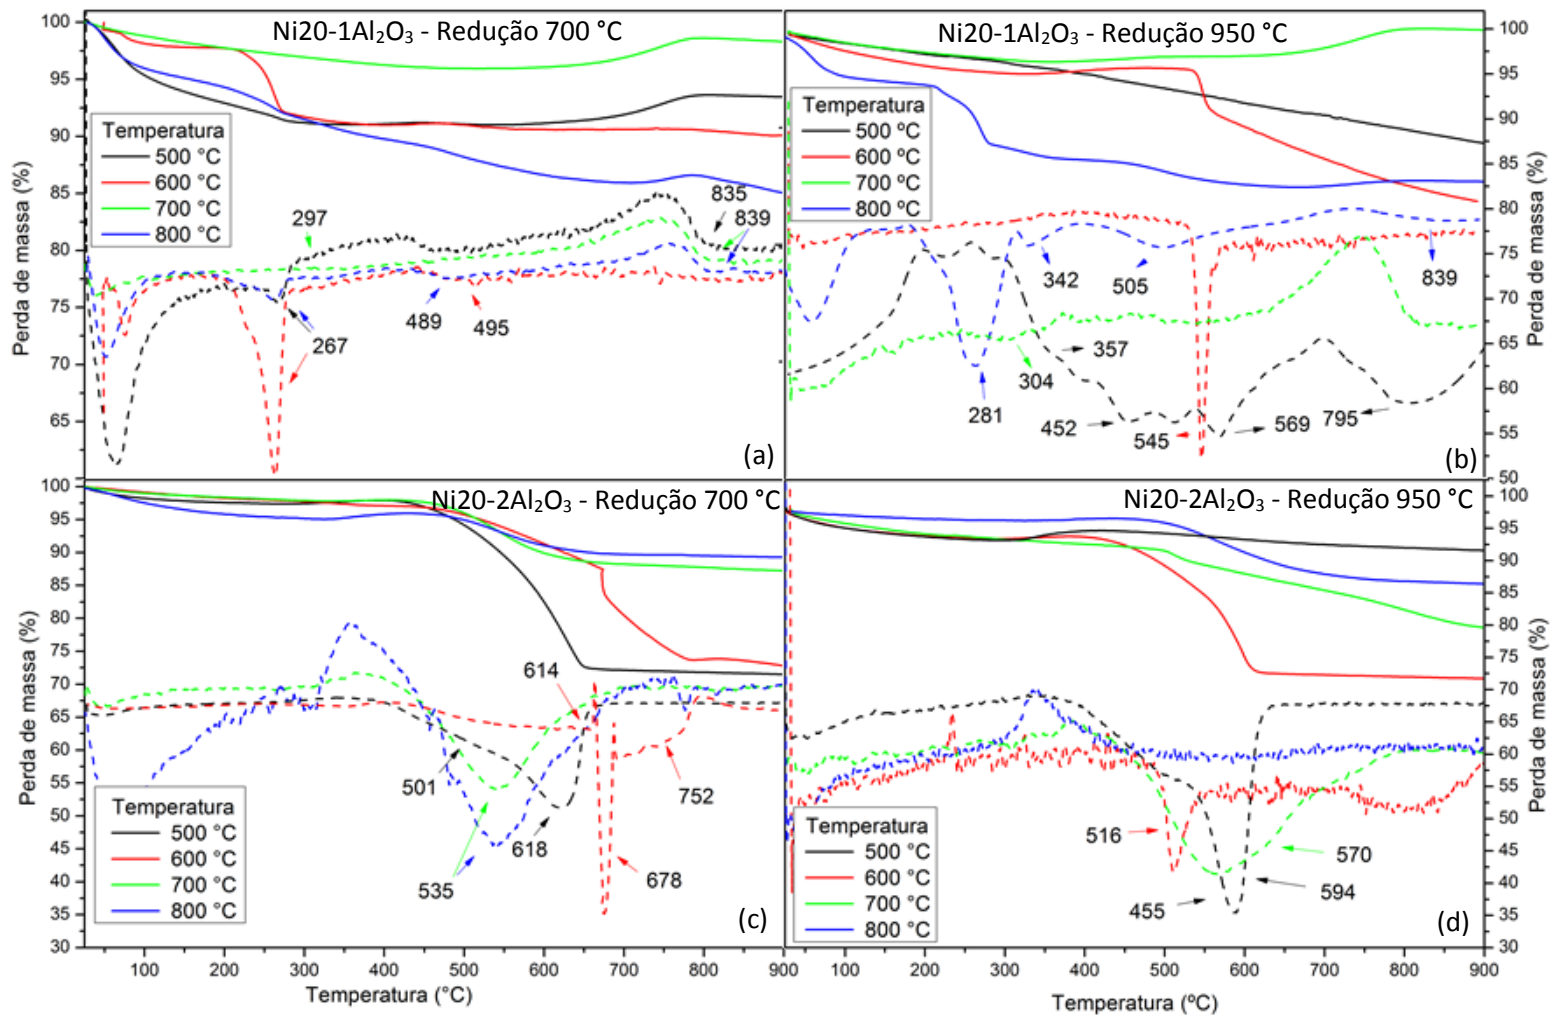 Ni20-1Al₂O₃ - Redução 700 °C
Perda de massa (%)
100
95
90
85
80
75
70
65
Temperatura
500 °C
600 °C
700 °C
800 °C
297
835
839
489
495
267
(a)
Ni20-1Al₂O₃ - Redução 950 °C
Temperatura
500 °C
600 °C
700 °C
800 °C
342
505
839
357
304
281
452
545
569
795
(b)
100
95
90
85
80
75
70
65
60
55
50
Perda de massa (%)
Ni20-2Al₂O₃ - Redução 700 °C
Perda de massa (%)
100
95
90
85
80
75
70
65
60
55
50
45
40
35
30
614
501
752
618
535
678
Temperatura
500 °C
600 °C
700 °C
800 °C
(c)
100 200 300 400 500 600 700 800 900
Temperatura (°C)
Ni20-2Al₂O₃ - Redução 950 °C
516
570
594
455
Temperatura
500 °C
600 °C
700 °C
800 °C
(d)
100
95
90
85
80
75
70
65
60
55
50
45
40
35
30
Perda de massa (%)
100 200 300 400 500 600 700 800 900
Temperatura (ºC)